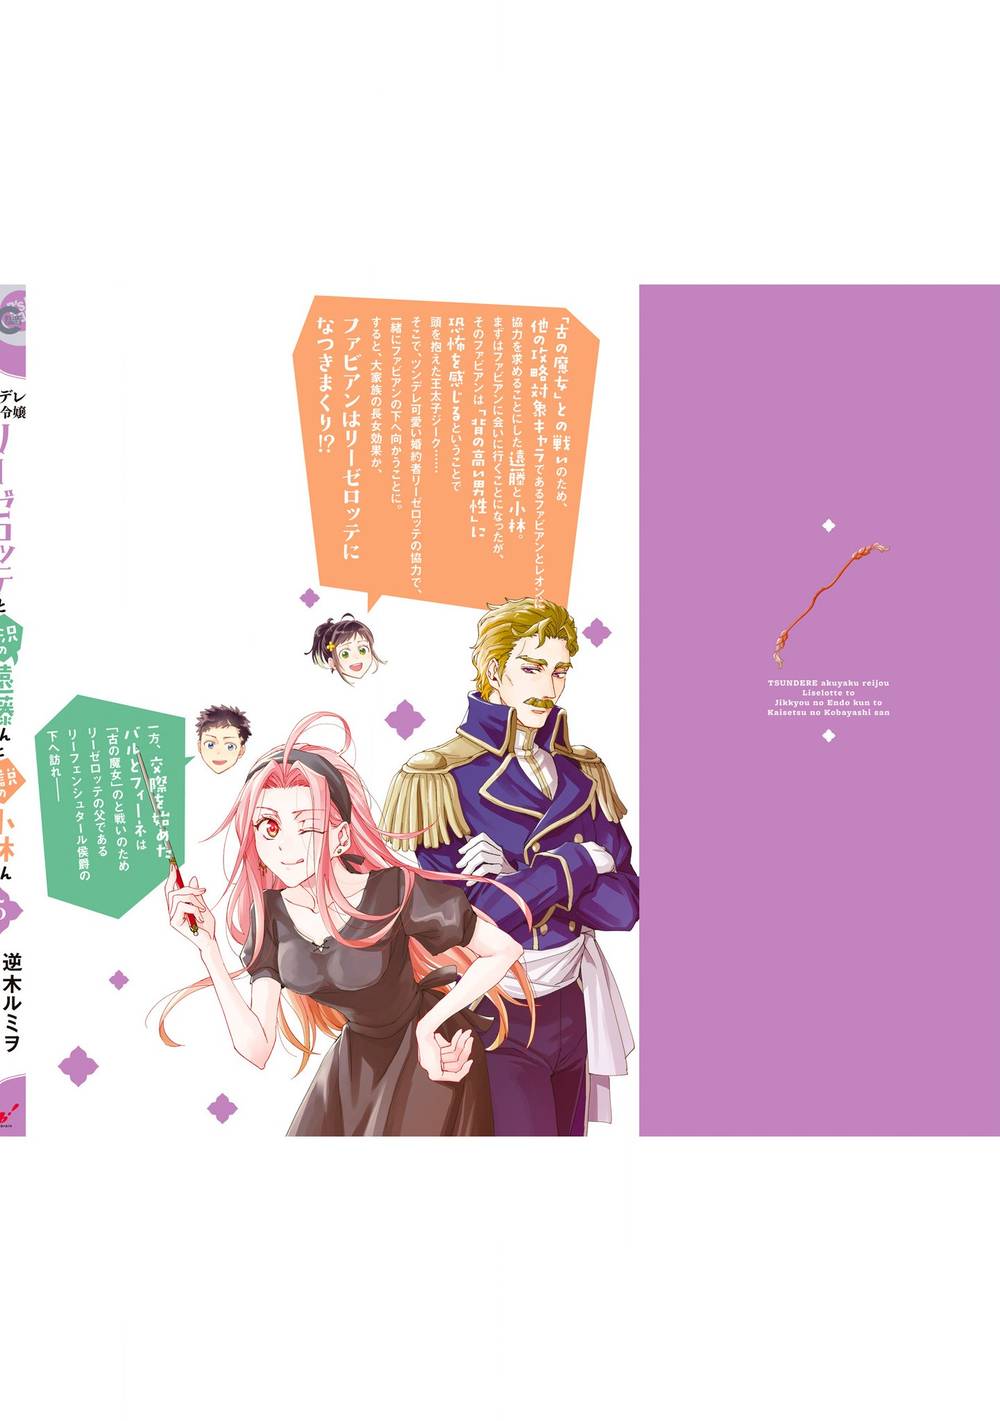 「古の魔女」との戦いのため、
他の攻略対象キャラであるファビアンとレオンに
協力を求めることにした遠藤と小林。
まずはファビアンに会いに行くことになったが、
そのファビアンは「背の高い男性」に
恐怖を感じるということで
頭を抱えた王太子ジーク……
そこで、ツンデレ可愛い婚約者リーゼロッテの協力で、
一緒にファビアンの下へ向かうことに。
すると、大家族の長女効果か、
ファビアンはリーゼロッテに
なつきまくり!?
一方、交際を始めた
バルとフィーネは
「古の魔女」のと戦いのため
リーゼロッテの父である
リーフェンシュタール侯爵の
下へ訪れ――
TSUNDERE akuyaku reijou
Liselotte to
Jikkyou no Endo kun to
Kaisetsu no Kobayashi san
デレ
令嬢
リーゼロッテと
の遠藤
んと
の小林
ん
逆木ルミヲ